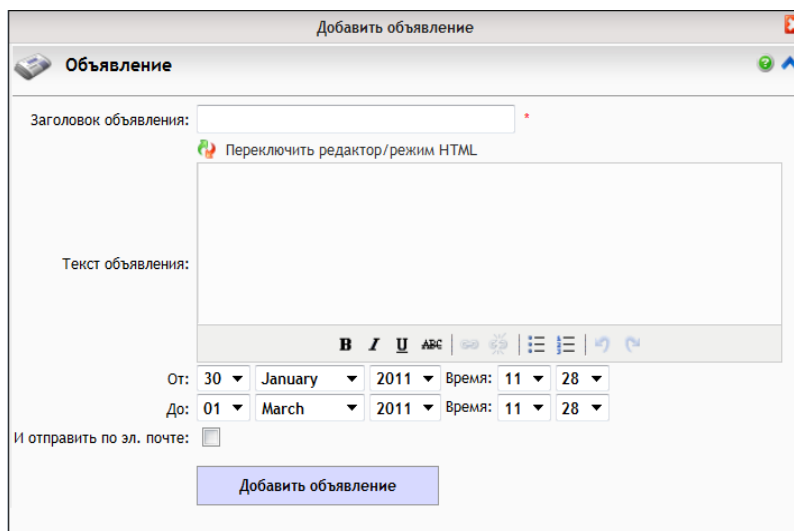 Добавить объявление
Объявление
Заголовок объявления: *
Переключить редактор/режим HTML
Текст объявления:
B I U ABC
От: 30 January 2011 Время: 11 28
До: 01 March 2011 Время: 11 28
И отправить по эл. почте:
Добавить объявление